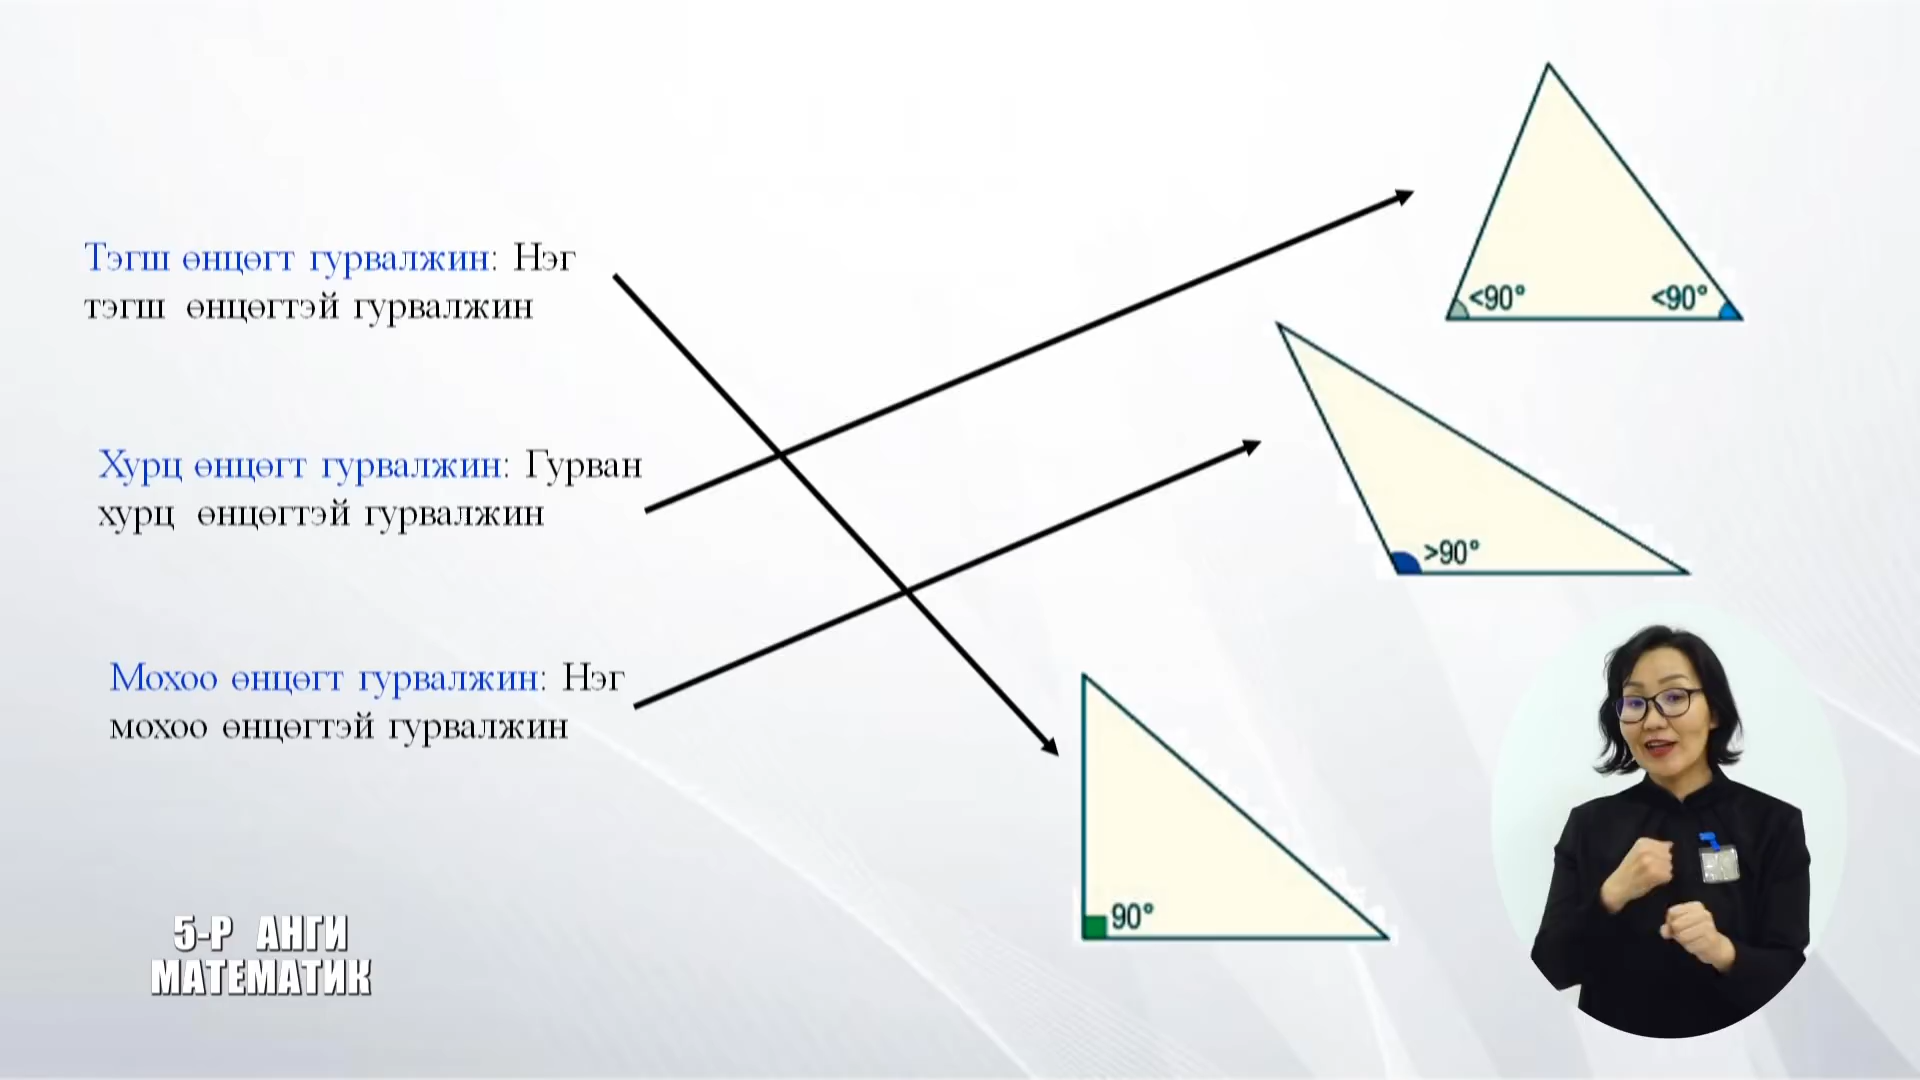 Тэгш өнцөгт гурвалжин: Нэг
тэгш өнцөгтэй гурвалжин
Хурц өнцөгт гурвалжин: Гурван
хурц өнцөгтэй гурвалжин
Мохоо өнцөгт гурвалжин: Нэг
мохоо өнцөгтэй гурвалжин
<90° <90°
>90°
90°
5-Р АНГИ
МАТЕМАТИК